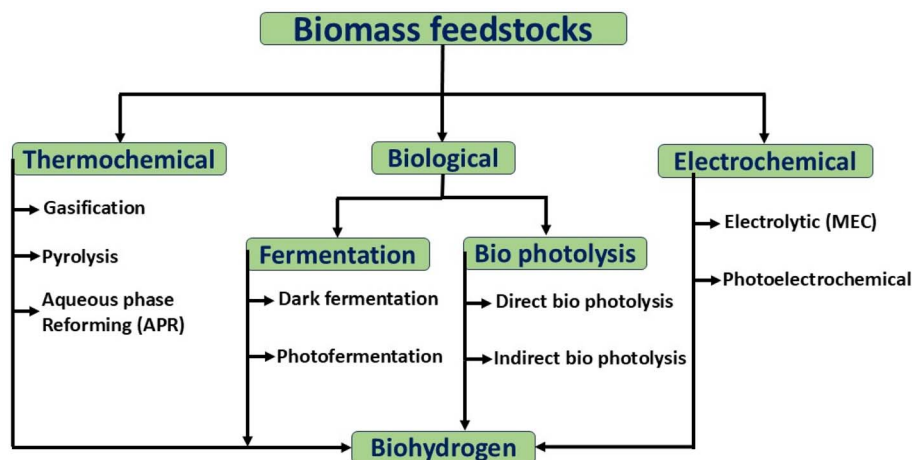 Biomass feedstocks
Thermochemical
Biological
Electrochemical
Gasification
Pyrolysis
Aqueous phase
Reforming (APR)
Fermentation
Dark fermentation
Photofermentation
Bio photolysis
Direct bio photolysis
Indirect bio photolysis
Electrolytic (MEC)
Photoelectrochemical
Biohydrogen